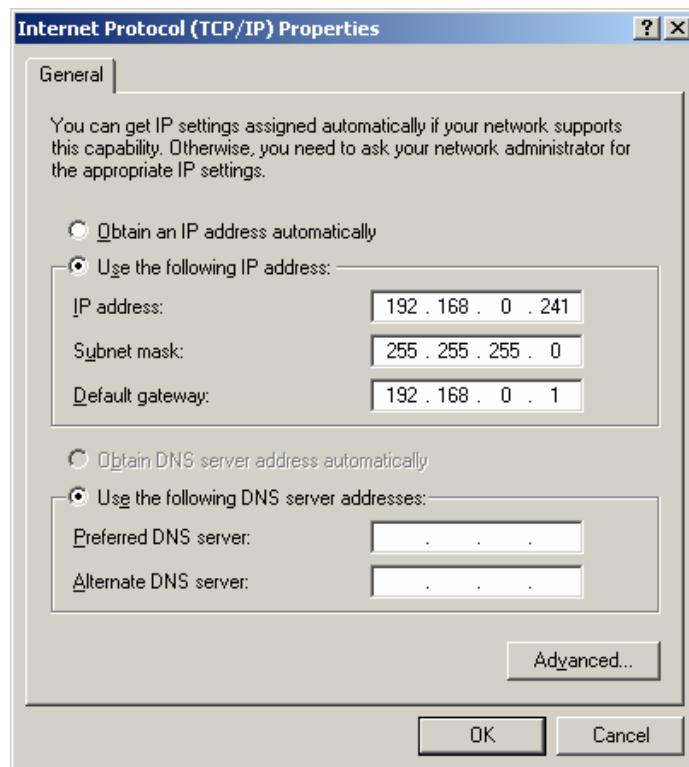 Internet Protocol (TCP/IP) Properties
General
You can get IP settings assigned automatically if your network supports
this capability. Otherwise, you need to ask your network administrator for
the appropriate IP settings.
Obtain an IP address automatically
Use the following IP address:
IP address: 192 . 168 . 0 . 241
Subnet mask: 255 . 255 . 255 . 0
Default gateway: 192 . 168 . 0 . 1
Obtain DNS server address automatically
Use the following DNS server addresses:
Preferred DNS server: . . .
Alternate DNS server: . . .
Advanced...
OK Cancel